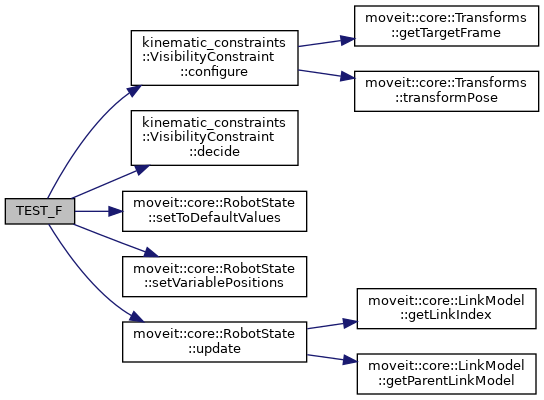 TEST_F
kinematic_constraints
::VisibilityConstraint
::configure
moveit::core::Transforms
::getTargetFrame
moveit::core::Transforms
::transformPose
kinematic_constraints
::VisibilityConstraint
::decide
moveit::core::RobotState
::setToDefaultValues
moveit::core::RobotState
::setVariablePositions
moveit::core::RobotState
::update
moveit::core::LinkModel
::getLinkIndex
moveit::core::LinkModel
::getParentLinkModel